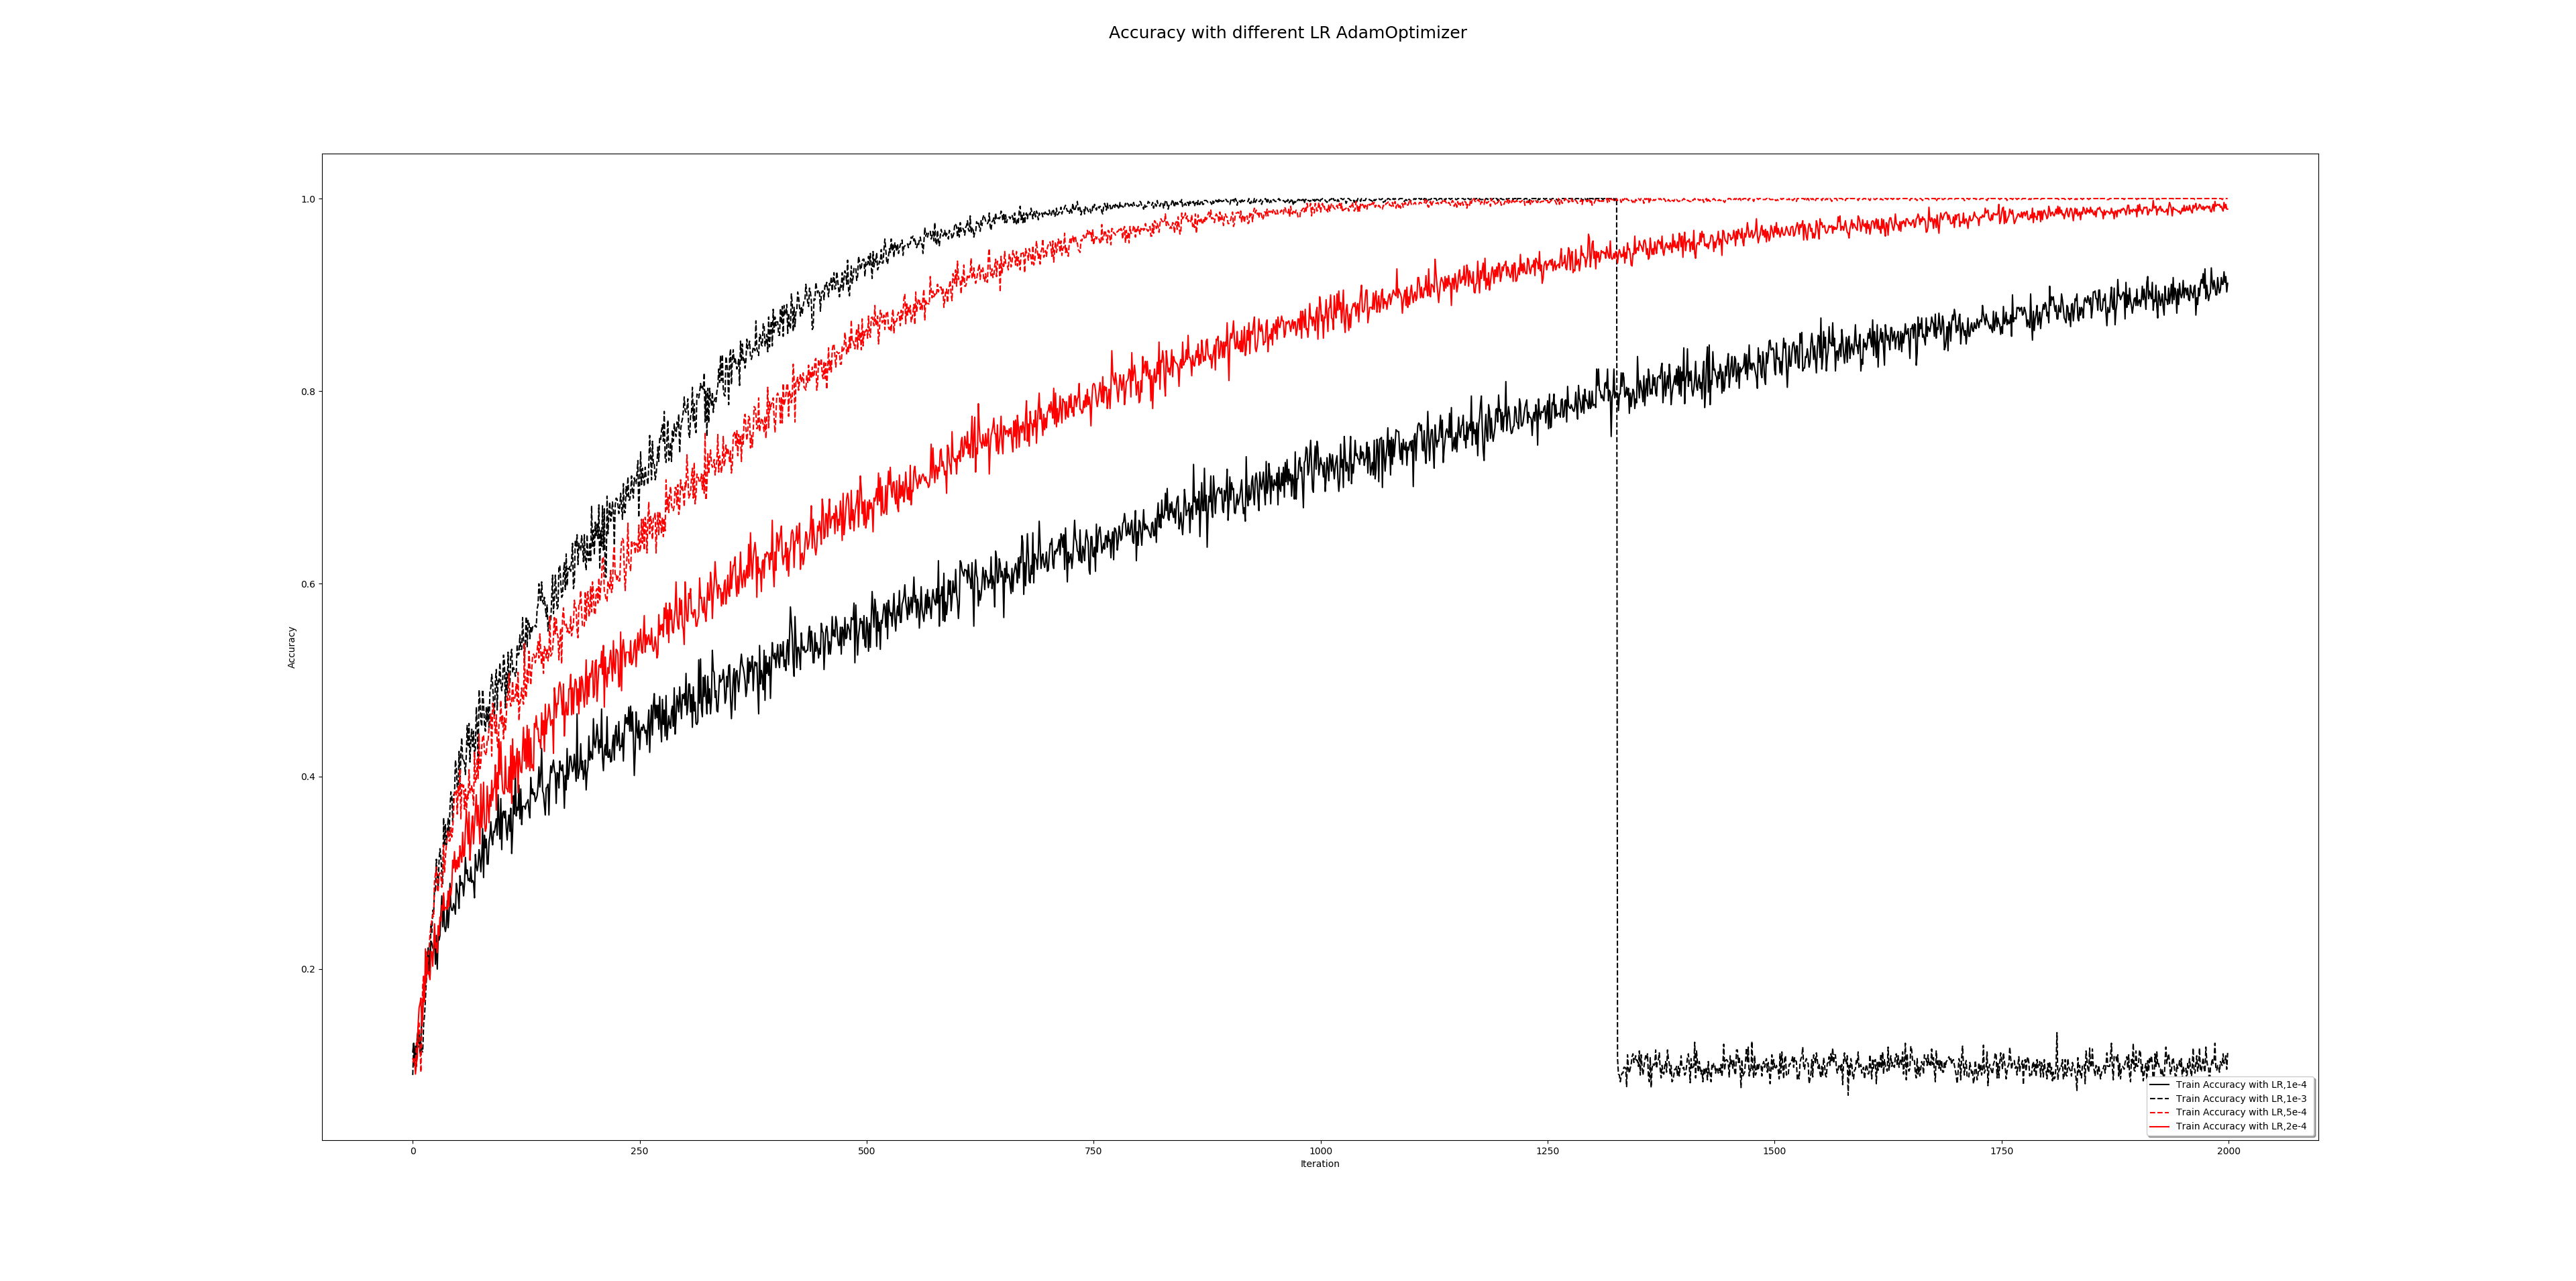 Accuracy with different LR AdamOptimizer
1.0
0.8
0.6
0.4
0.2
Accuracy
0 250 500 750 1000 1250 1500 1750 2000
Iteration
Train Accuracy with LR,1e-4
Train Accuracy with LR,1e-3
Train Accuracy with LR,5e-4
Train Accuracy with LR,2e-4